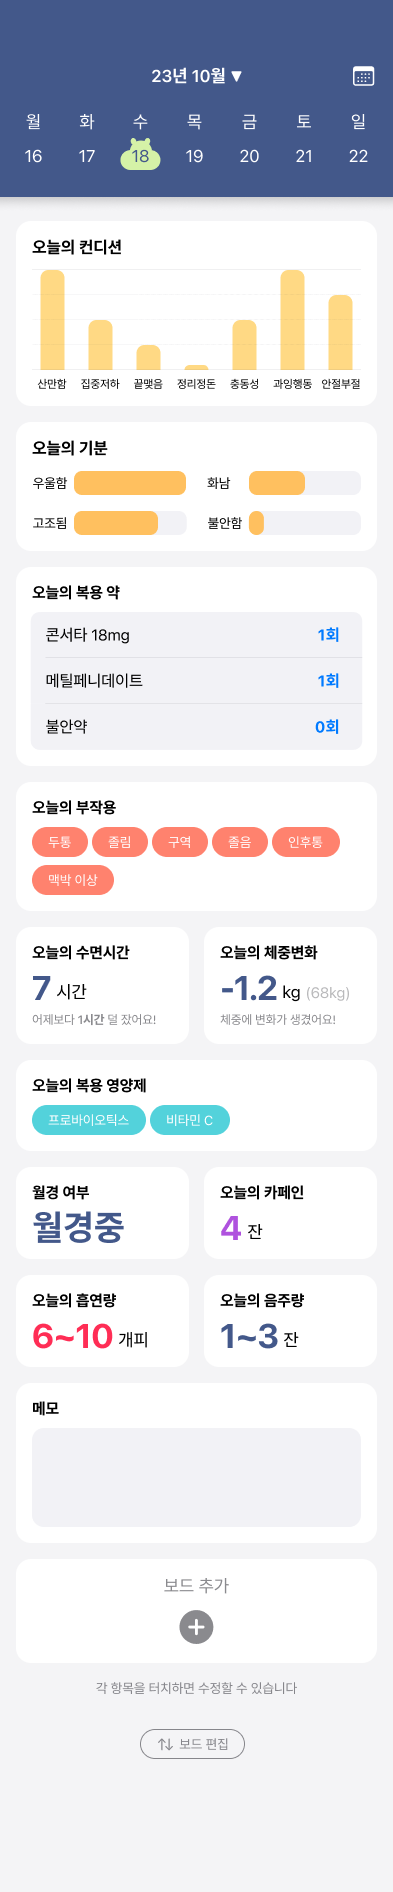 23년 10월 ▼
월 화 수 목 금 토 일
16 17 18 19 20 21 22
오늘의 컨디션
산만함 집중저하 끝맺음 정리정돈 충동성 과잉행동 안절부절
오늘의 기분
우울함 화남
고조됨 불안함
오늘의 복용 약
콘서타 18mg 1회
메틸페니데이트 1회
불안약 0회
오늘의 부작용
두통 졸림 구역 졸음 인후통
맥박 이상
오늘의 수면시간
7 시간
어제보다 1시간 덜 잤어요!
오늘의 체중변화
-1.2 kg (68kg)
체중에 변화가 생겼어요!
오늘의 복용 영양제
프로바이오틱스 비타민 C
월경 여부
월경중
오늘의 카페인
4 잔
오늘의 흡연량
6~10 개피
오늘의 음주량
1~3 잔
메모
보드 추가
각 항목을 터치하면 수정할 수 있습니다
보드 편집